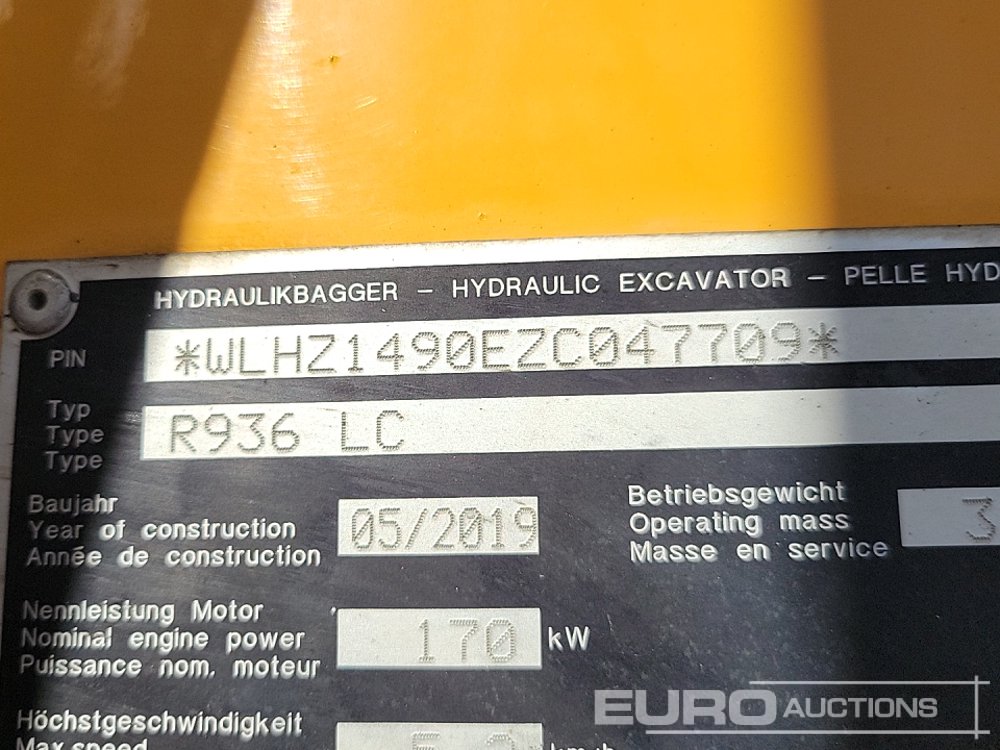 HYDRAULIKBAGGER – HYDRAULIC EXCAVATOR – PELLE HYD
PIN *WLHZ1490EZC047709*
Typ
Type R936 LC
Type
Baujahr
Year of construction 05/2019
Année de construction
Betriebsgewicht
Operating mass 3
Masse en service
Nennleistung Motor
Nominal engine power 170 kW
Puissance nom. moteur
Höchstgeschwindigkeit
Max speed
EURO AUCTIONS